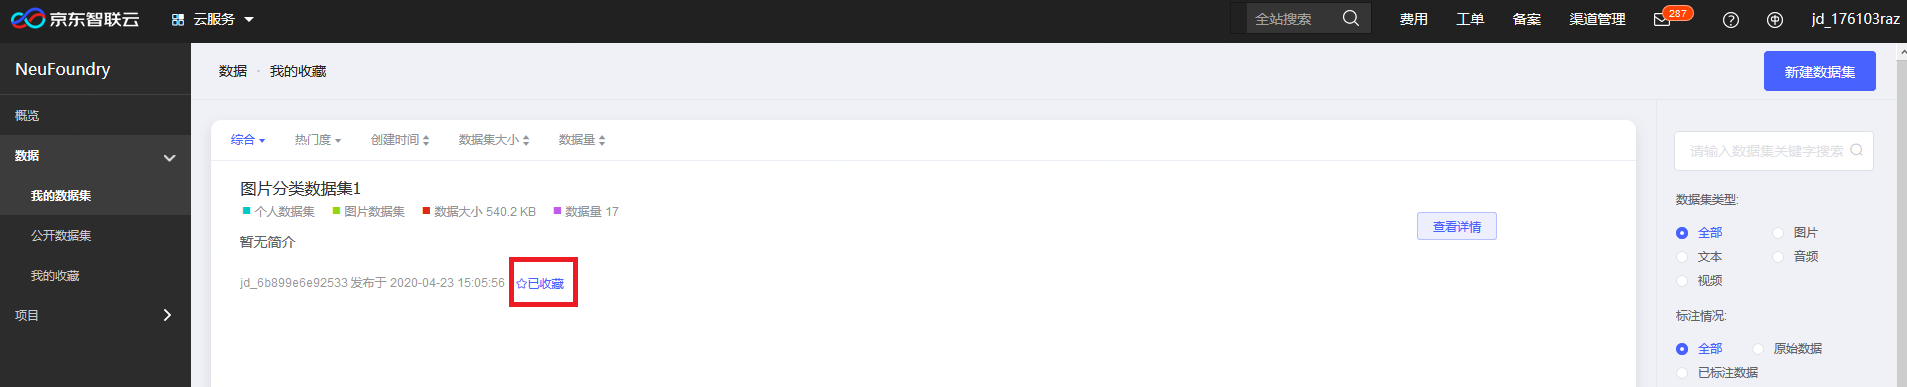 京东智联云 云服务 全站搜索 费用 工单 备案 渠道管理 287 jd_176103raz
NeuFoundry
概览
数据
我的数据集
公开数据集
我的收藏
项目
数据 · 我的收藏
新建数据集
综合 热门度 创建时间 数据集大小 数据量
图片分类数据集1
个人数据集 图片数据集 数据大小 540.2 KB 数据量 17
暂无简介
查看详情
jd_6b899e6e92533 发布于 2020-04-23 15:05:56 已收藏
请输入数据集关键字搜索
数据集类型:
全部 图片
文本 音频
视频
标注情况:
全部 原始数据
已标注数据